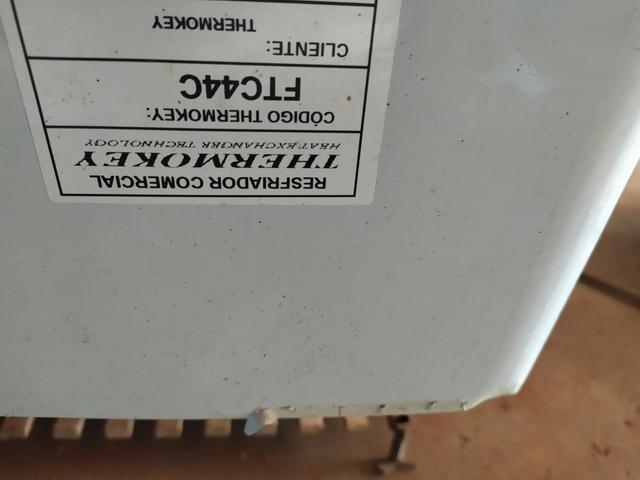 RESFRIADOR COMERCIAL
THERMOKEY
HEAT EXCHANGER TECHNOLOGY
CÓDIGO THERMOKEY:
FTC44C
CLIENTE:
THERMOKEY